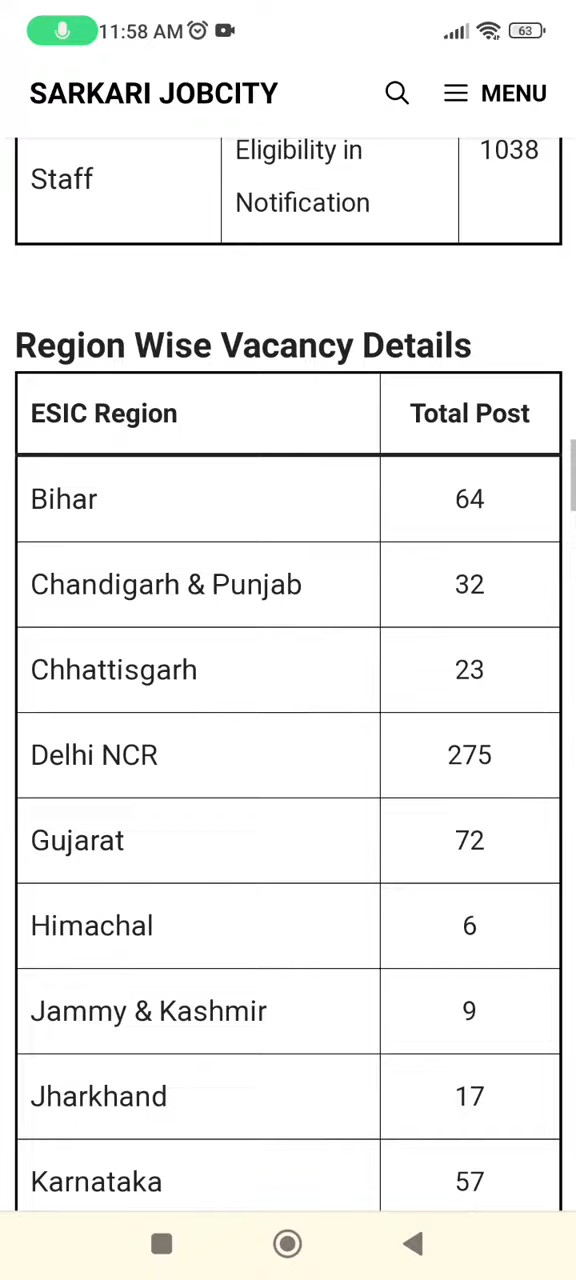 11:58 AM 63
SARKARI JOBCITY MENU
Staff Eligibility in 1038
Notification
Region Wise Vacancy Details
ESIC Region Total Post
Bihar 64
Chandigarh & Punjab 32
Chhattisgarh 23
Delhi NCR 275
Gujarat 72
Himachal 6
Jammy & Kashmir 9
Jharkhand 17
Karnataka 57